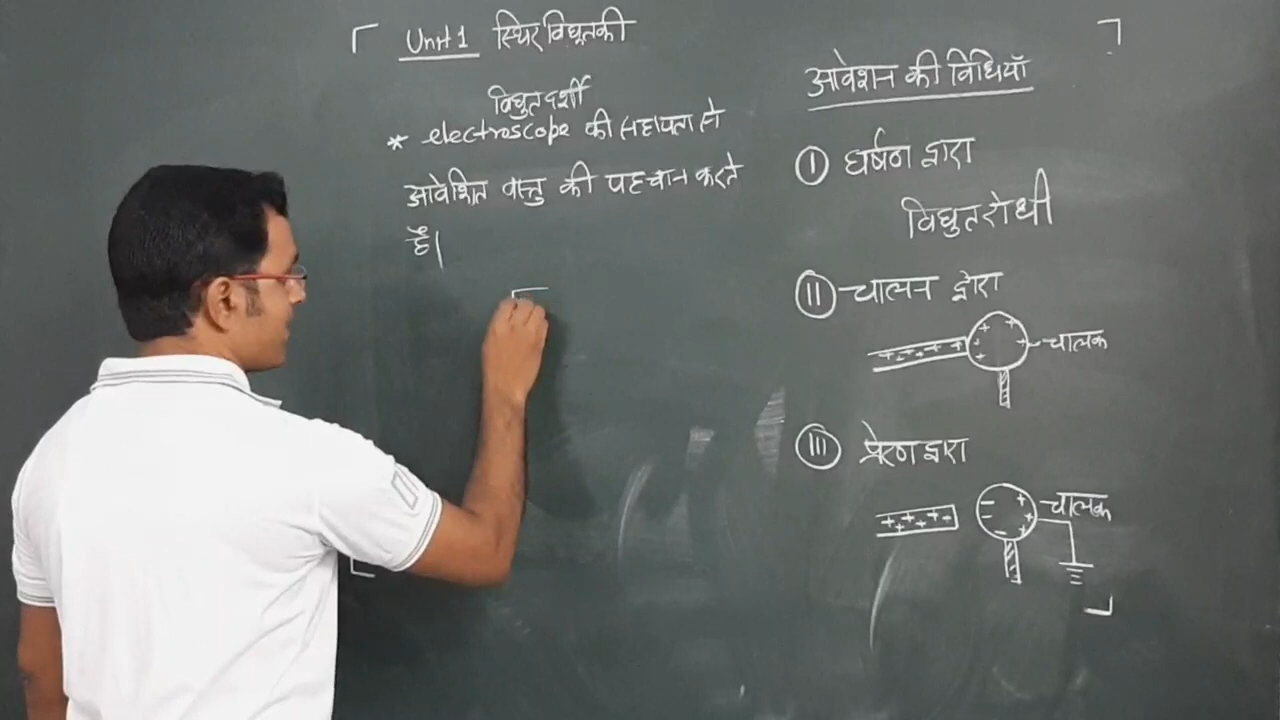 Unit 1 स्थिर विधुतकी
विधुतदर्शी
* electroscope की सहायता से
आवेशित वस्तु की पहचान करते
हैं|
आवेशन की विधियाँ
(I) घर्षण द्वारा
विधुतरोधी
(II) चालन द्वारा
चालक
(III) प्रेरण द्वारा
चालक